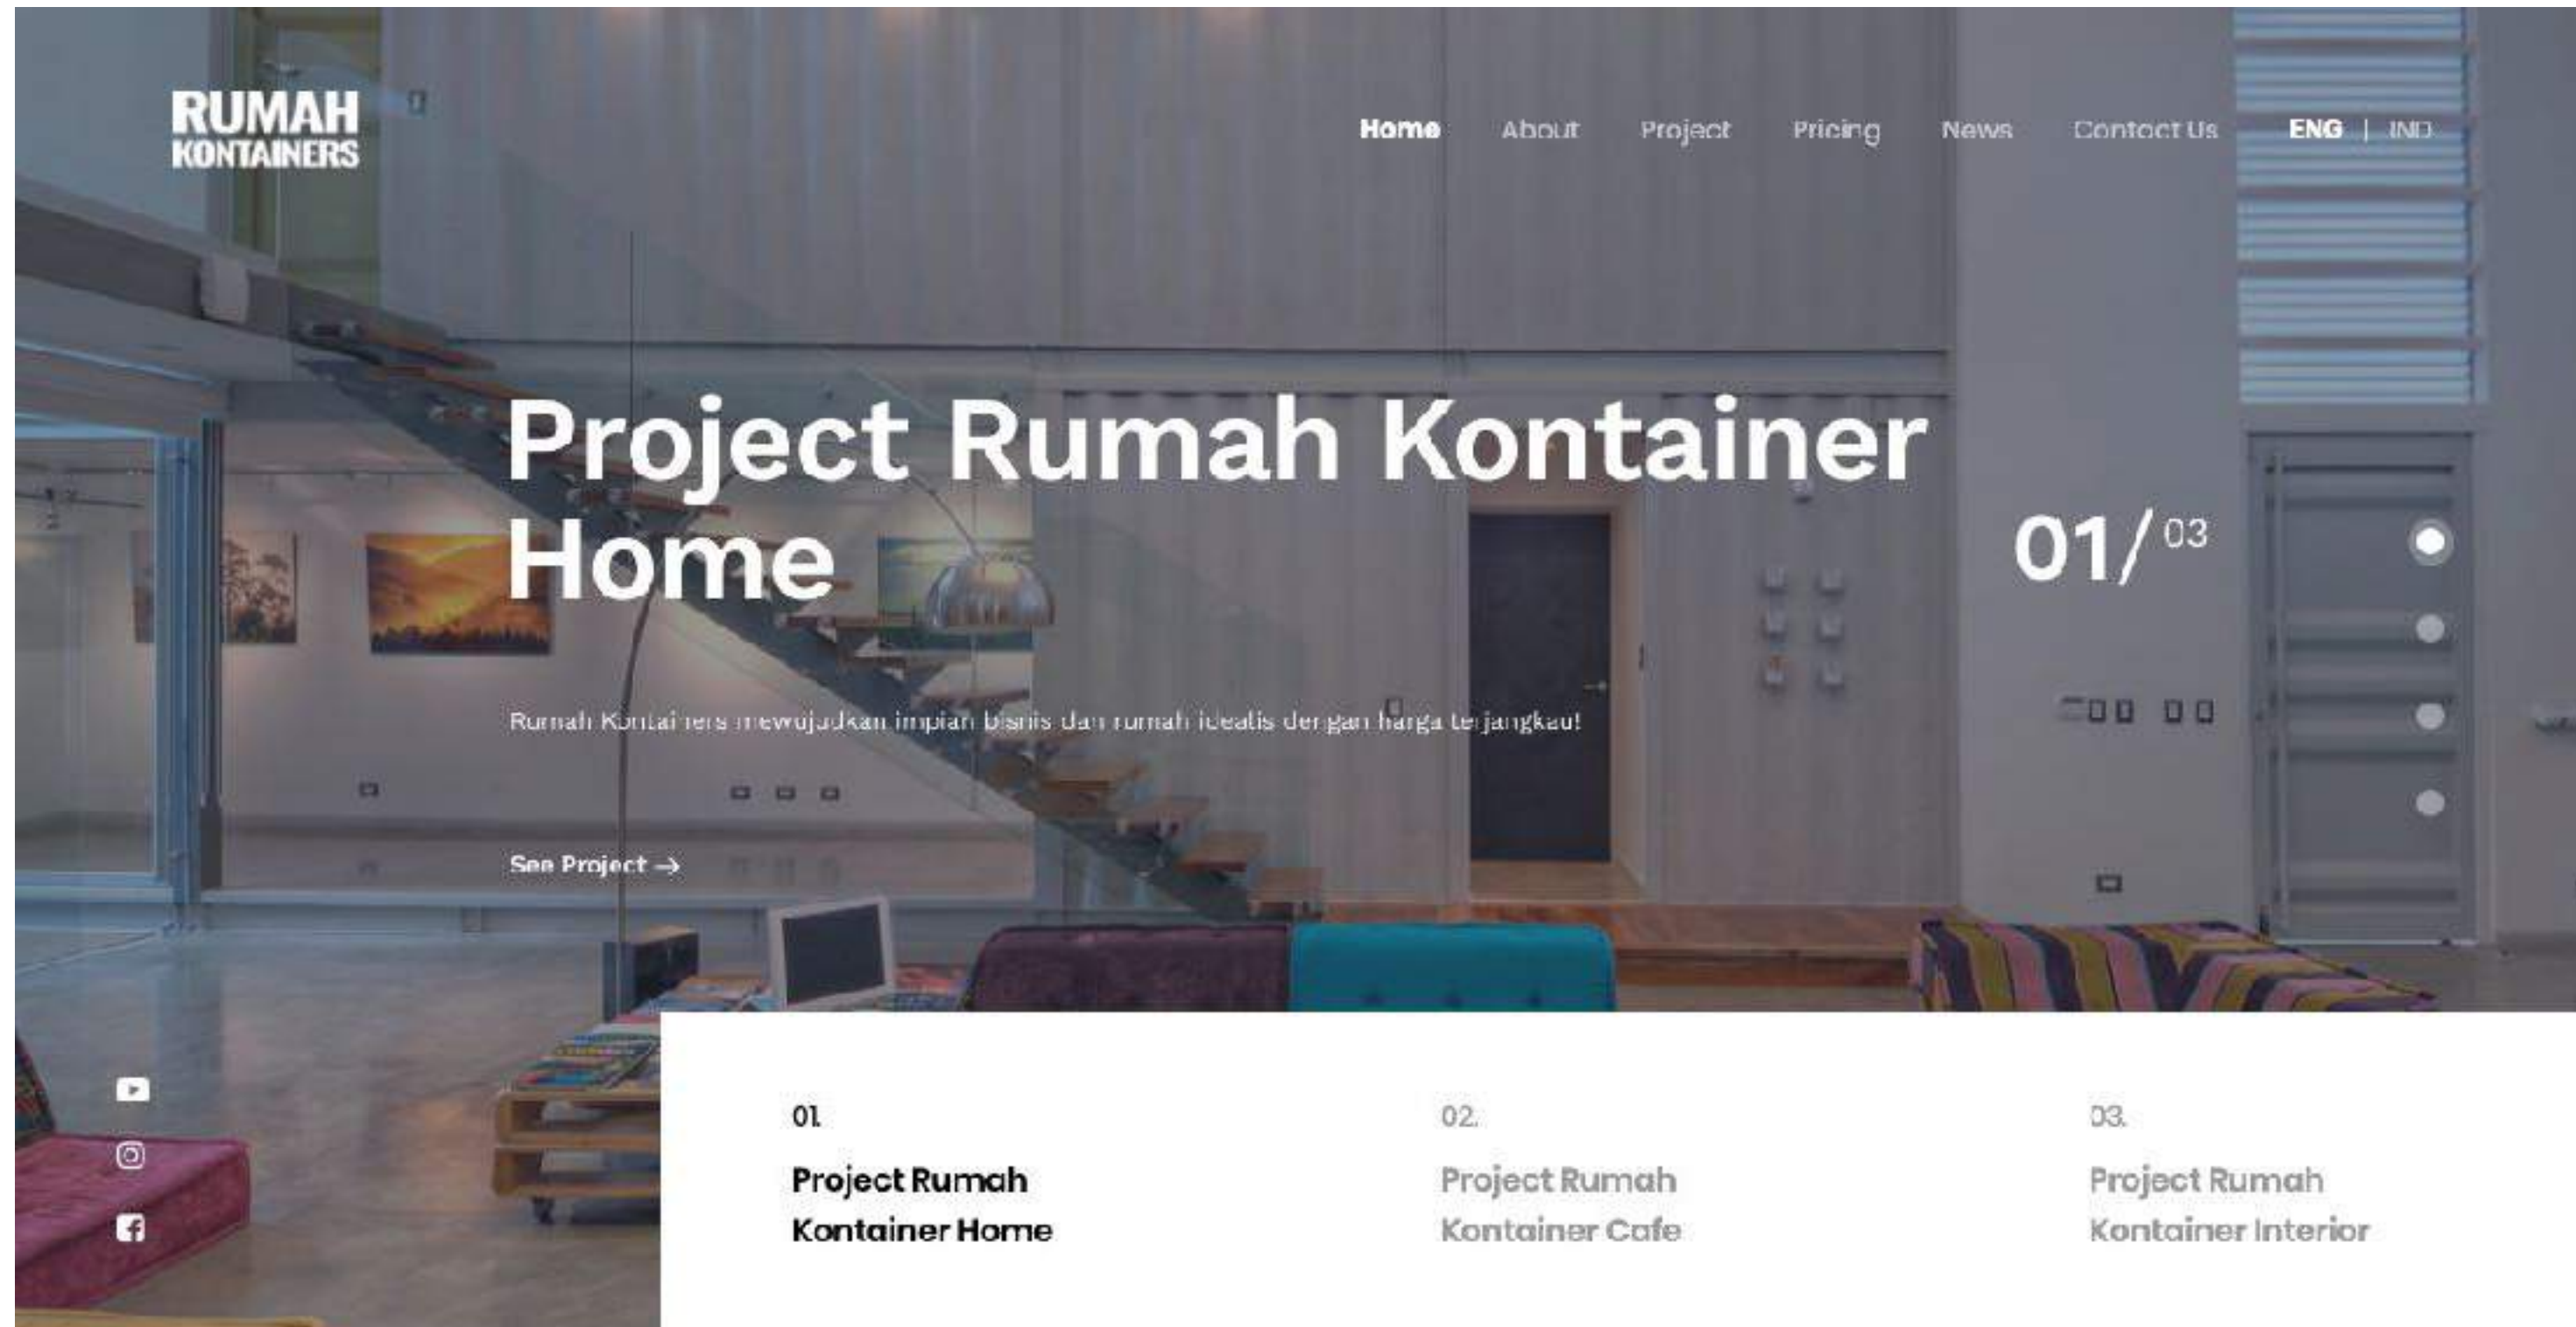 RUMAH
KONTAINERS
Home About Project Pricing News Contact Us ENG | IND
Project Rumah Kontainer
Home
01/03
Rumah Kontainers mewujudkan impian bisnis dan rumah idealis dengan harga terjangkau!
See Project →
01.
Project Rumah
Kontainer Home
02.
Project Rumah
Kontainer Cafe
03.
Project Rumah
Kontainer Interior